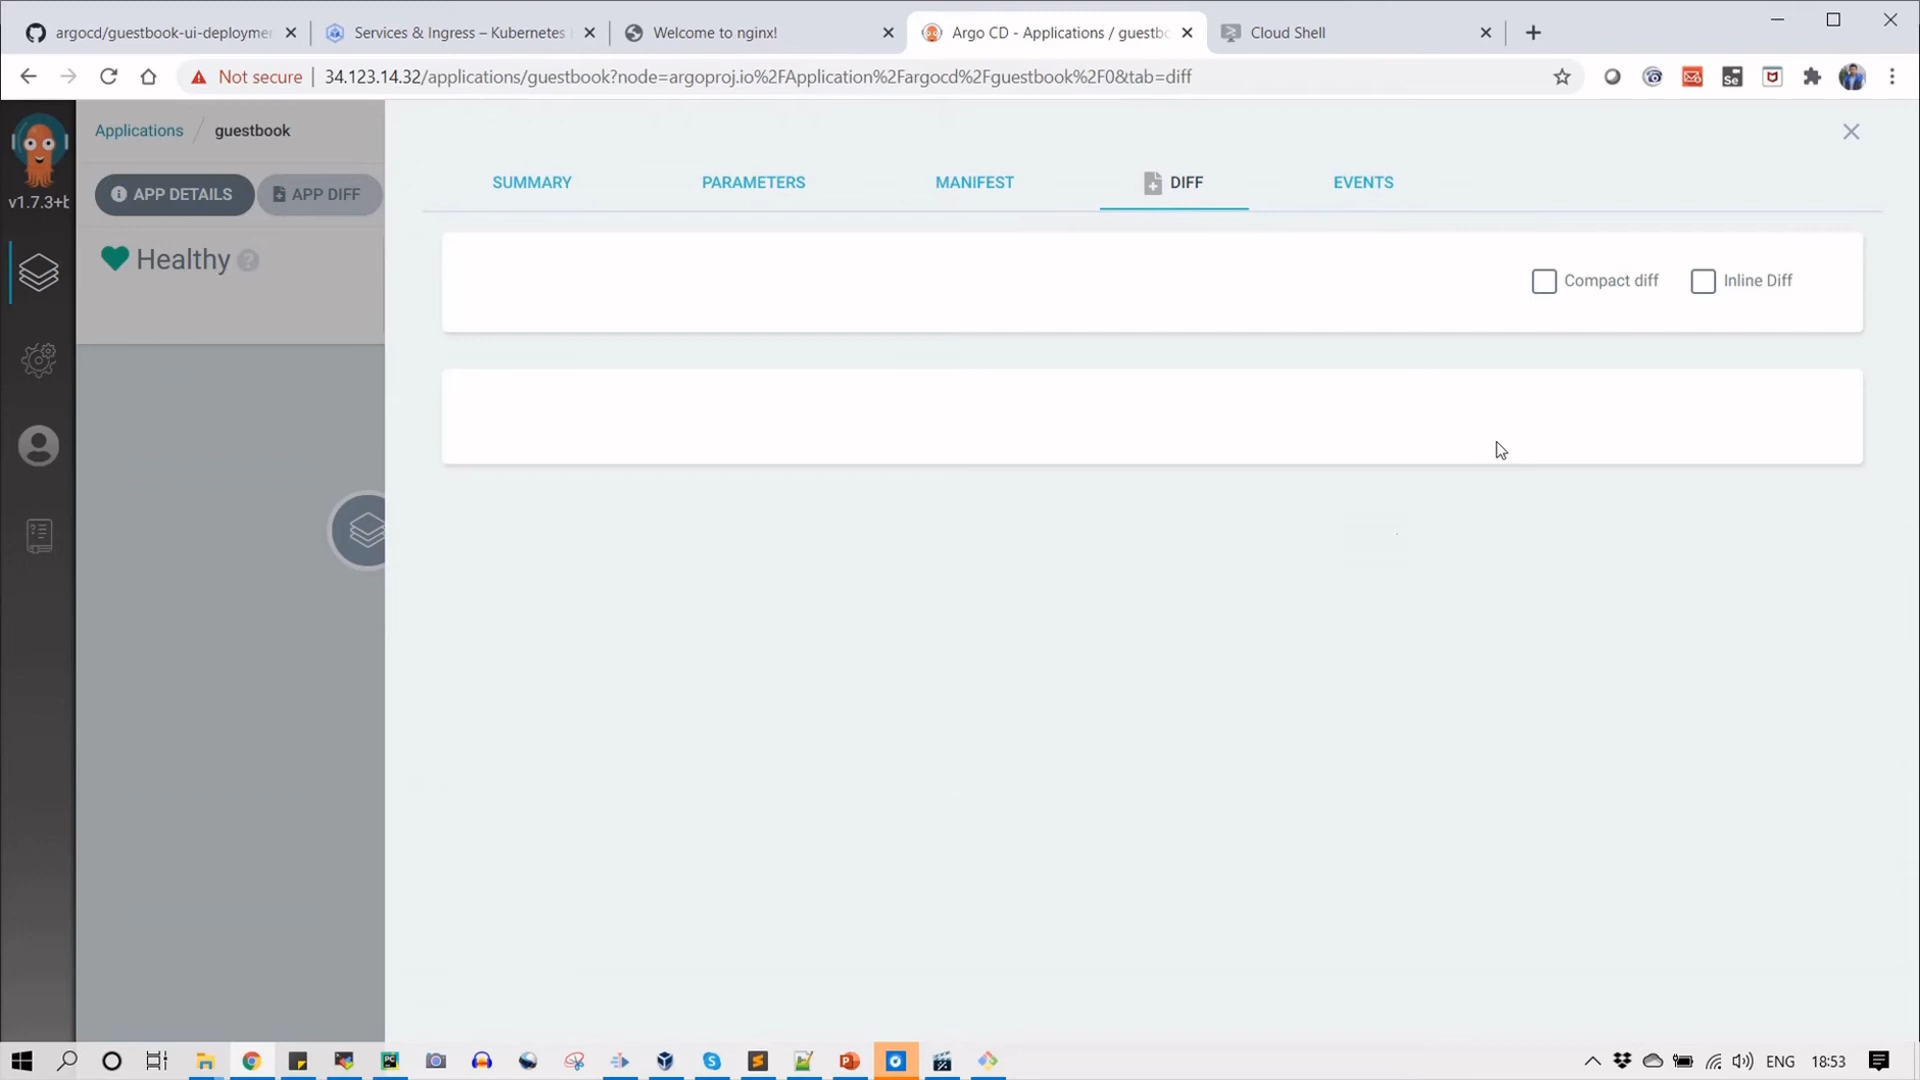 argocd/guestbook-ui-deploymen
Services & Ingress – Kubernetes
Welcome to nginx!
Argo CD - Applications / guestbo
Cloud Shell
Not secure
34.123.14.32/applications/guestbook?node=argoproj.io%2FApplication%2Fargocd%2Fguestbook%2F0&tab=diff
Applications / guestbook
v1.7.3+b
APP DETAILS
APP DIFF
Healthy
SUMMARY
PARAMETERS
MANIFEST
DIFF
EVENTS
Compact diff
Inline Diff
ENG
18:53